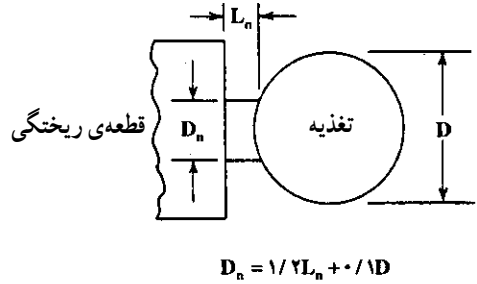 Lₙ
قطعه‌ی ریختگی
Dₙ
تغذیه
D
Dₙ = ۱/۲Lₙ + ۰/۱D